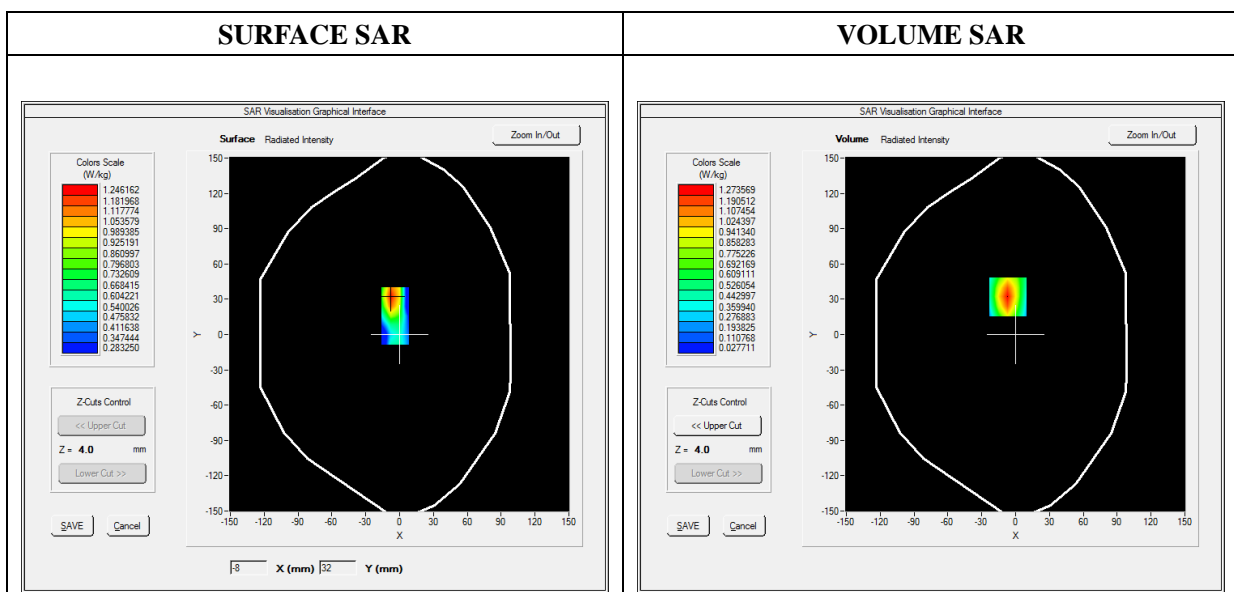 SURFACE SAR
VOLUME SAR
SAR Visualisation Graphical Interface
Surface Radiated Intensity
Zoom In/Out
Colors Scale
(W/kg)
1.246162
1.181968
1.117774
1.053579
0.989385
0.925191
0.860997
0.796803
0.732609
0.668415
0.604221
0.540026
0.475832
0.411638
0.347444
0.283250
Z-Cuts Control
<< Upper Cut
Z = 4.0 mm
Lower Cut >>
SAVE Cancel
150
120
90
60
30
0
-30
-60
-90
-120
-150
Y
-150 -120 -90 -60 -30 0 30 60 90 120 150
X
-8 X (mm) 32 Y (mm)
SAR Visualisation Graphical Interface
Volume Radiated Intensity
Zoom In/Out
Colors Scale
(W/kg)
1.273569
1.190512
1.107454
1.024397
0.941340
0.858283
0.775226
0.692169
0.609111
0.526054
0.442997
0.359940
0.276883
0.193825
0.110768
0.027711
Z-Cuts Control
<< Upper Cut
Z = 4.0 mm
Lower Cut >>
SAVE Cancel
150
120
90
60
30
0
-30
-60
-90
-120
-150
Y
-150 -120 -90 -60 -30 0 30 60 90 120 150
X